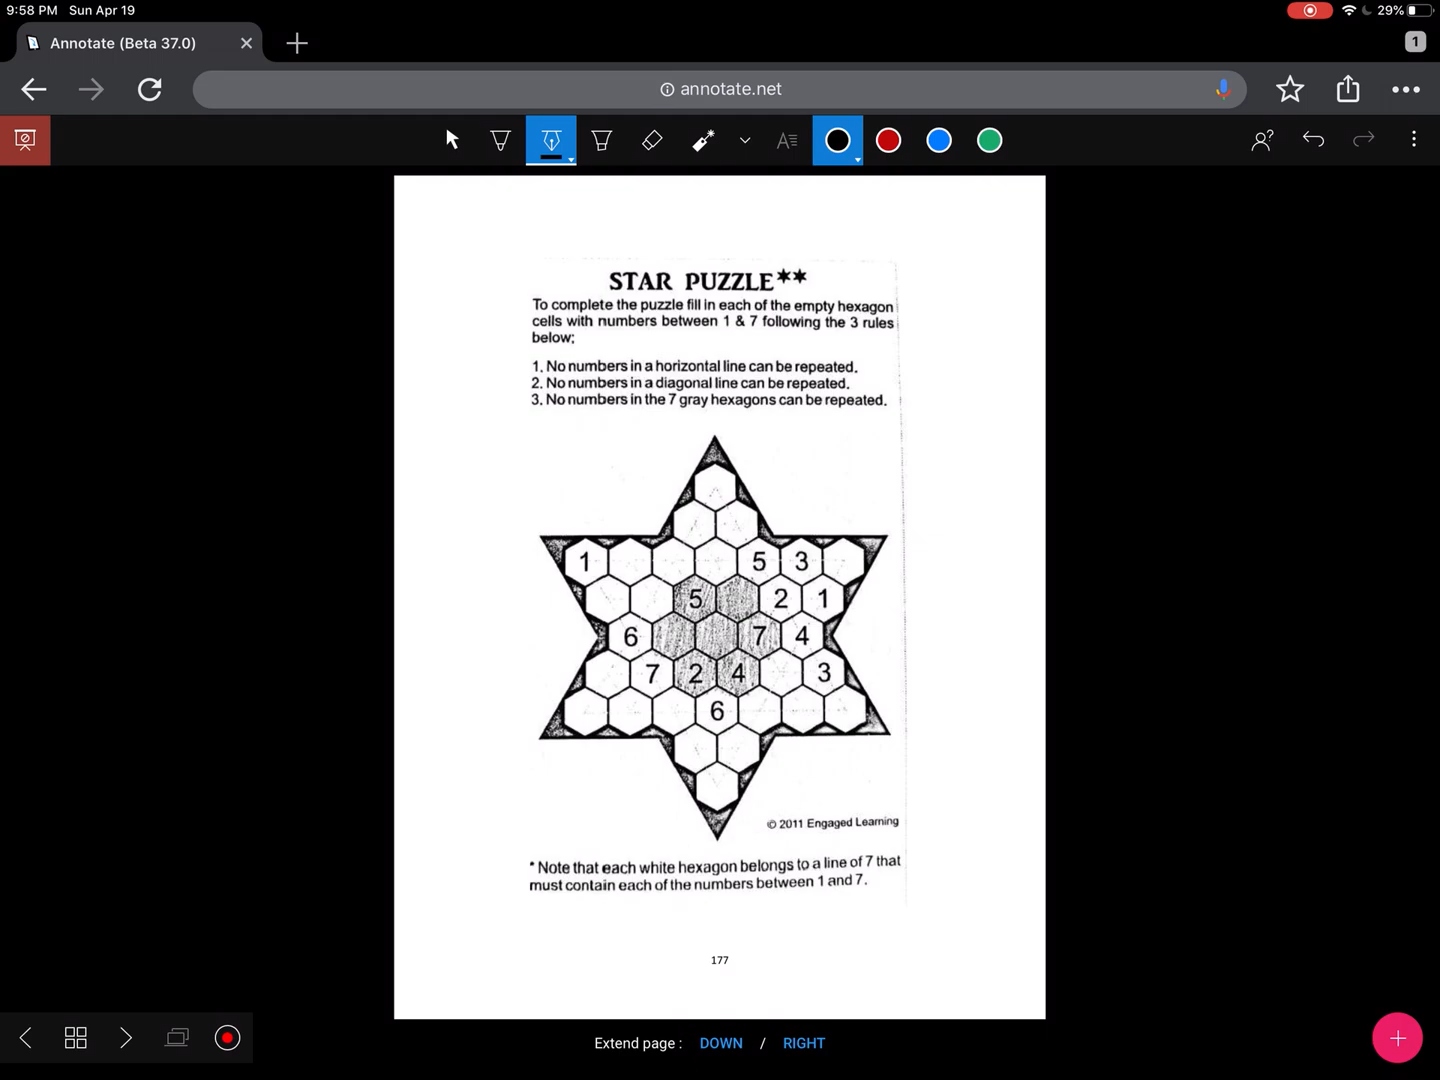 9:58 PM Sun Apr 19
29%
Annotate (Beta 37.0)
1
annotate.net
STAR PUZZLE**
To complete the puzzle fill in each of the empty hexagon
cells with numbers between 1 & 7 following the 3 rules
below;
1. No numbers in a horizontal line can be repeated.
2. No numbers in a diagonal line can be repeated.
3. No numbers in the 7 gray hexagons can be repeated.
1 5 3
5 2 1
6 7 4
7 2 4 3
6
© 2011 Engaged Learning
* Note that each white hexagon belongs to a line of 7 that
must contain each of the numbers between 1 and 7.
177
Extend page : DOWN / RIGHT